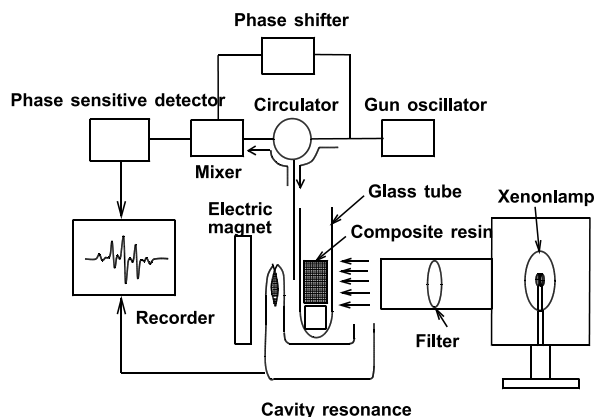 Phase shifter
Phase sensitive detector
Circulator
Gun oscillator
Mixer
Glass tube
Xenonlamp
Electric
magnet
Composite resin
Recorder
Filter
Cavity resonance